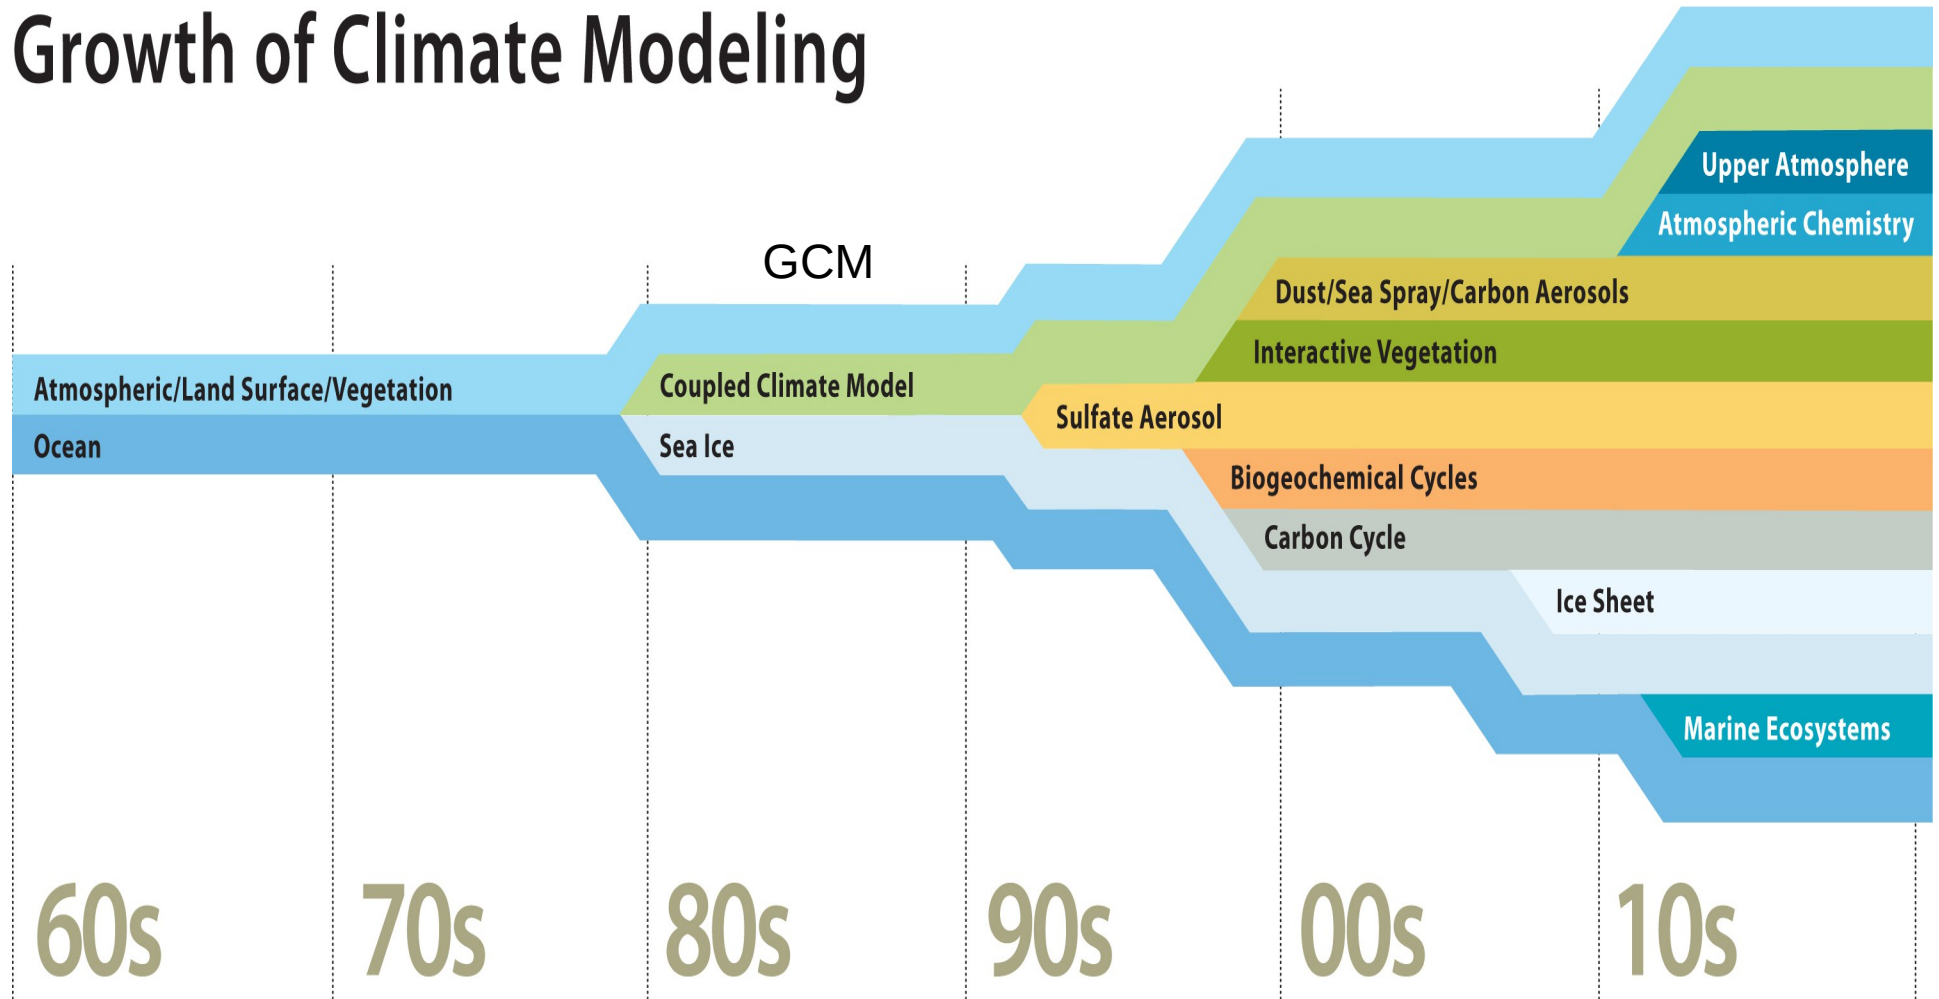 Growth of Climate Modeling
GCM
Upper Atmosphere
Atmospheric Chemistry
Dust/Sea Spray/Carbon Aerosols
Interactive Vegetation
Atmospheric/Land Surface/Vegetation
Coupled Climate Model
Sulfate Aerosol
Ocean
Sea Ice
Biogeochemical Cycles
Carbon Cycle
Ice Sheet
Marine Ecosystems
60s
70s
80s
90s
00s
10s